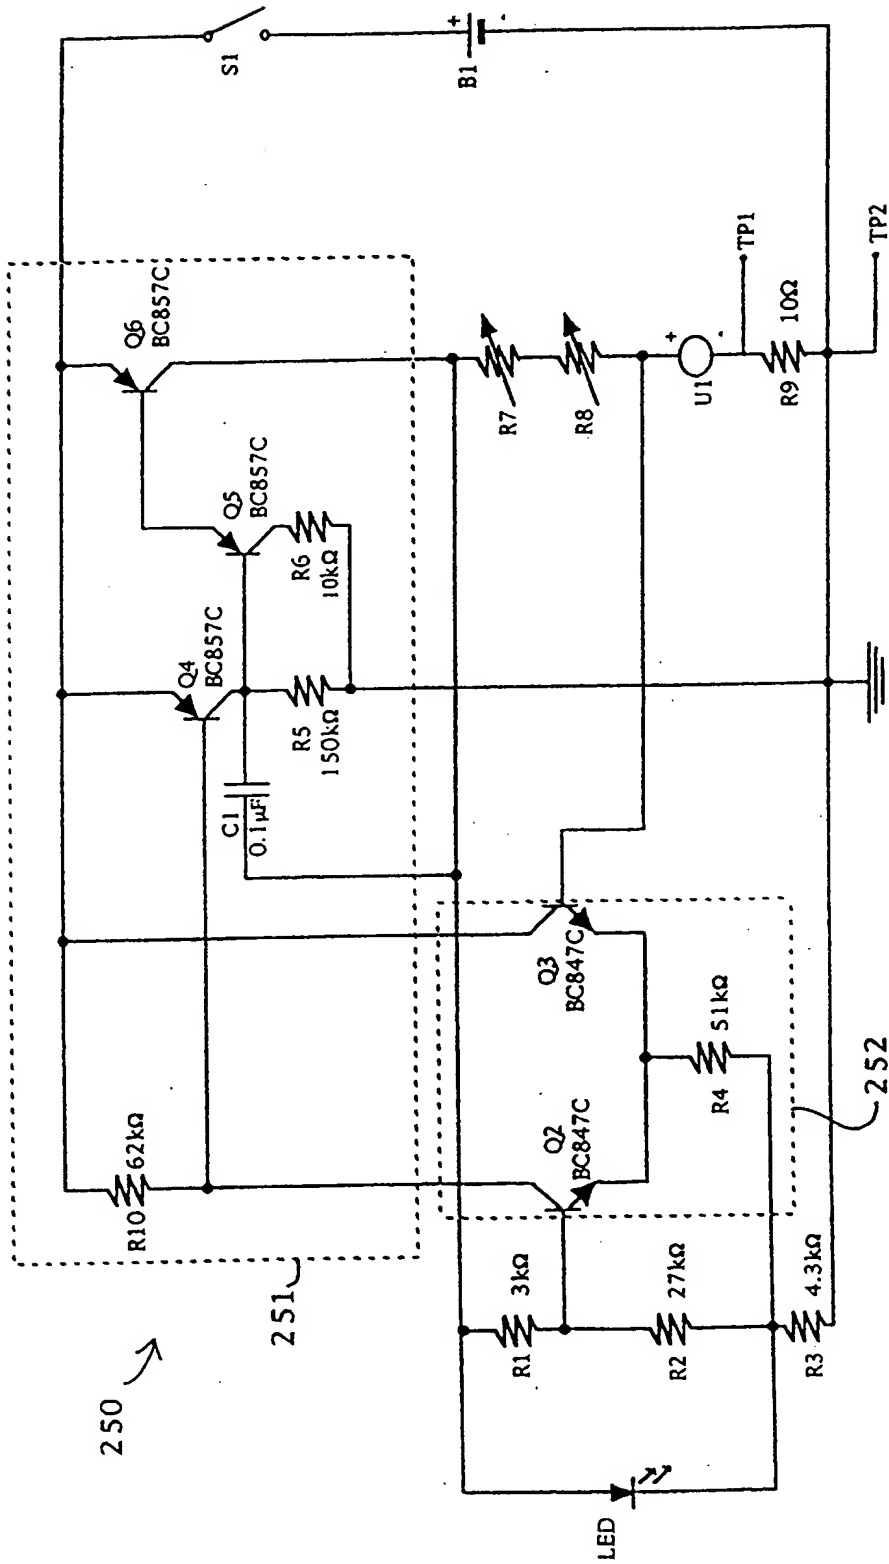 250
251
252
S1
B1
Q6
BC857C
Q5
BC857C
Q4
BC857C
R6
10kΩ
R5
150kΩ
C1
0.1μF
R10
62kΩ
R7
R8
U1
+
+
TP1
TP2
R9
10Ω
Q3
BC847C
Q2
BC847C
R4
51kΩ
R1
3kΩ
R2
27kΩ
R3
4.3kΩ
LED